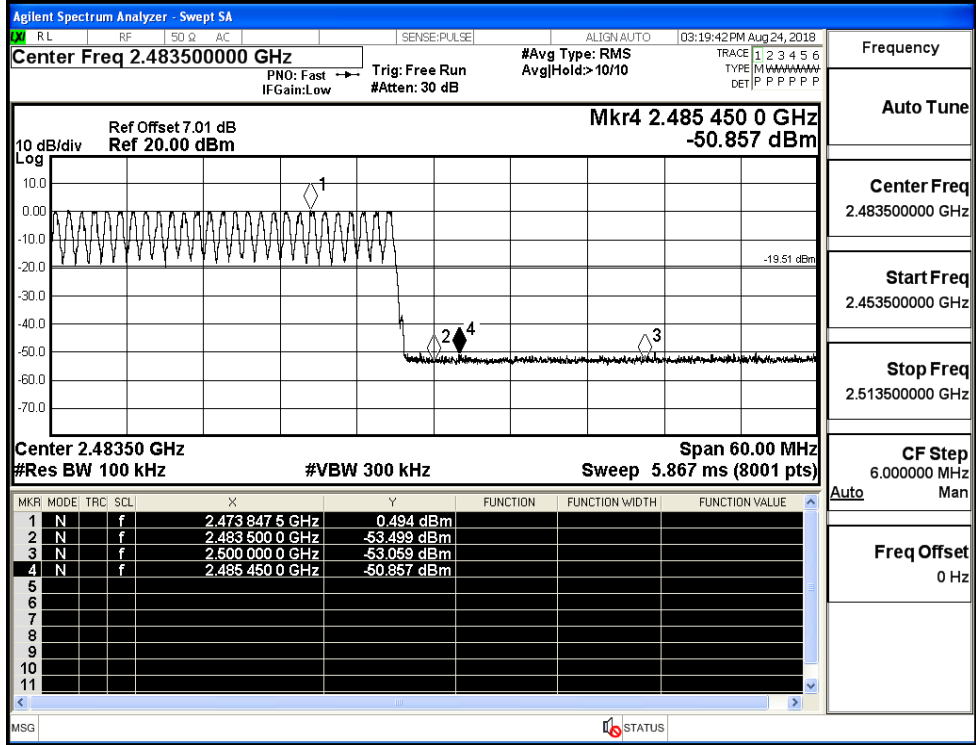 Agilent Spectrum Analyzer - Swept SA
LXI RL RF 50 Ω AC SENSE:PULSE ALIGN AUTO 03:19:42 PM Aug 24, 2018
Center Freq 2.483500000 GHz
PNO: Fast
IFGain:Low
Trig: Free Run
#Atten: 30 dB
#Avg Type: RMS
Avg|Hold:> 10/10
TRACE 1 2 3 4 5 6
TYPE M WWWWW
DET P P P P P P
Ref Offset 7.01 dB
10 dB/div Ref 20.00 dBm
Log
Mkr4 2.485 450 0 GHz
-50.857 dBm
10.0
0.00
-10.0
-20.0
-30.0
-40.0
-50.0
-60.0
-70.0
1
2
4
3
-19.51 dBm
Center 2.48350 GHz Span 60.00 MHz
#Res BW 100 kHz #VBW 300 kHz Sweep 5.867 ms (8001 pts)
MKR MODE TRC SCL X Y FUNCTION FUNCTION WIDTH FUNCTION VALUE
1 N f 2.473 847 5 GHz 0.494 dBm
2 N f 2.483 500 0 GHz -53.499 dBm
3 N f 2.500 000 0 GHz -53.059 dBm
4 N f 2.485 450 0 GHz -50.857 dBm
5
6
7
8
9
10
11
MSG STATUS
Frequency
Auto Tune
Center Freq
2.483500000 GHz
Start Freq
2.453500000 GHz
Stop Freq
2.513500000 GHz
CF Step
6.000000 MHz
Auto Man
Freq Offset
0 Hz